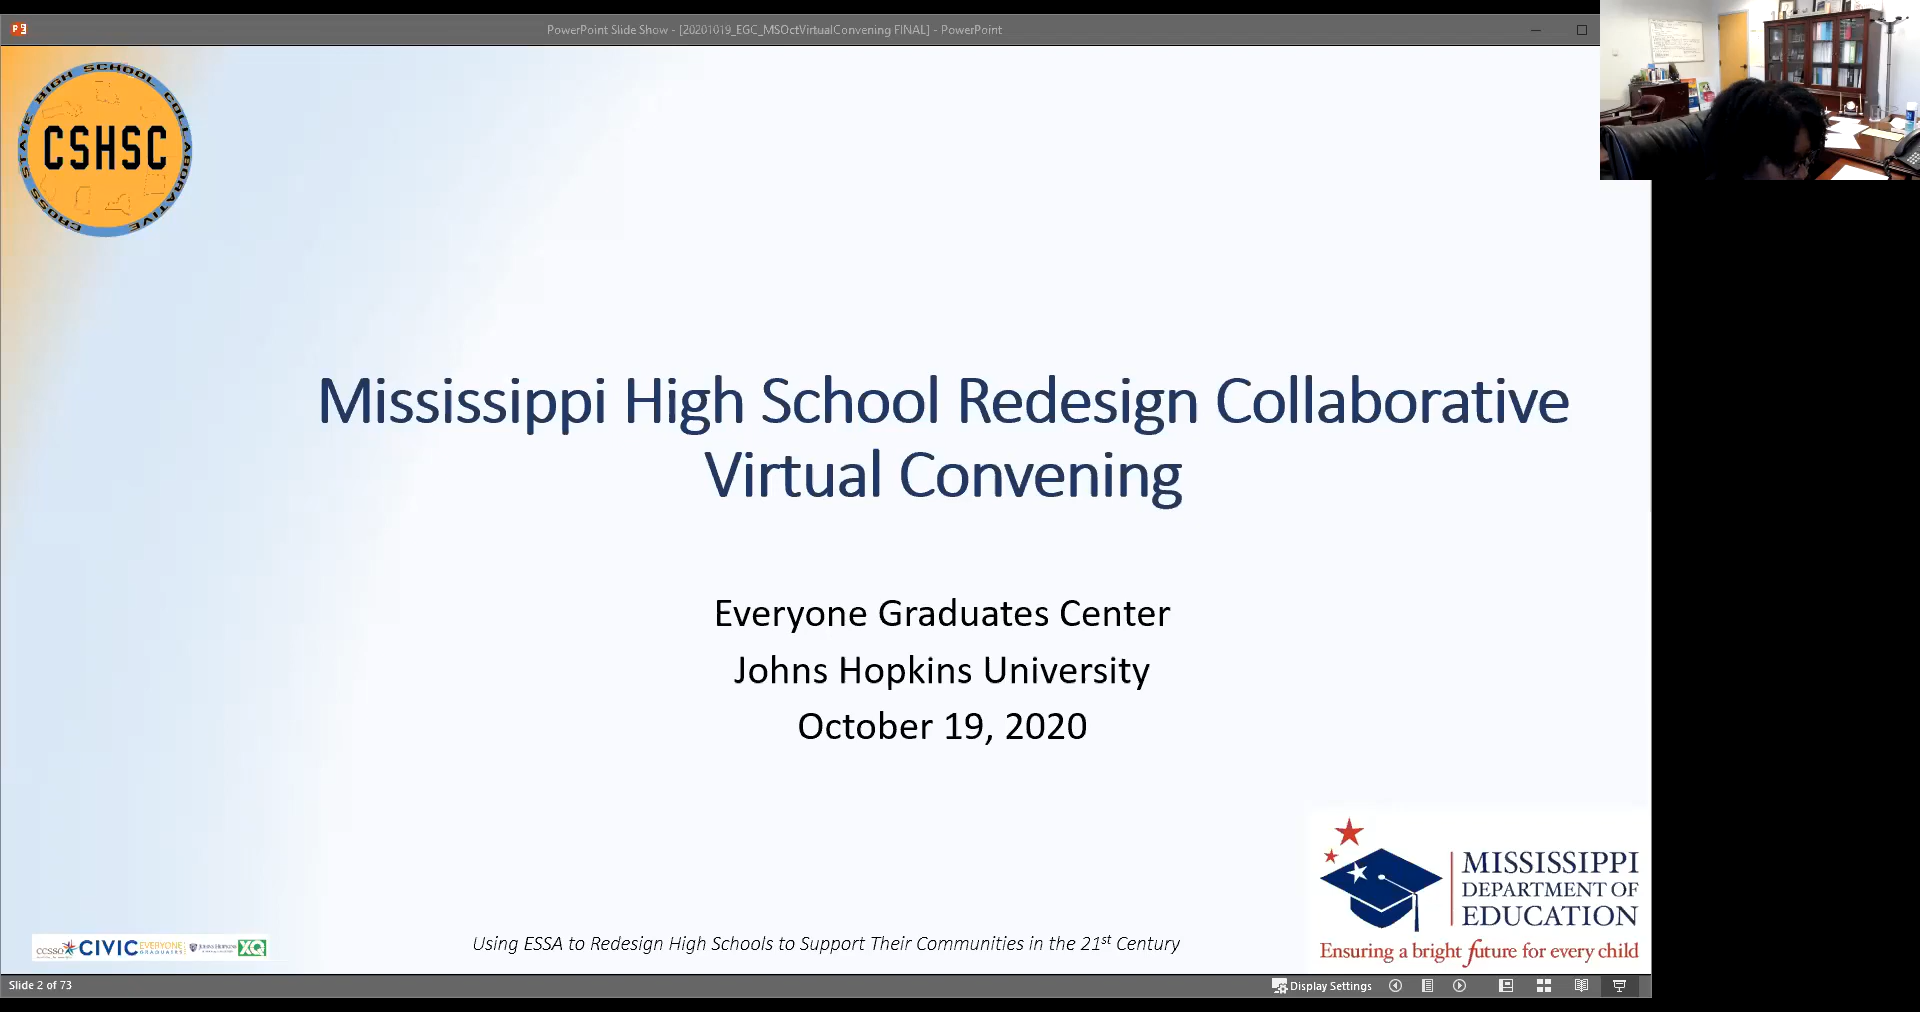 PowerPoint Slide Show - [20201019_EGC_MSOctVirtualConvening FINAL] - PowerPoint
CROSS STATE HIGH SCHOOL COLLABORATIVE
CSHSC
Mississippi High School Redesign Collaborative
Virtual Convening
Everyone Graduates Center
Johns Hopkins University
October 19, 2020
MISSISSIPPI
DEPARTMENT OF
EDUCATION
Ensuring a bright future for every child
ccsso CIVIC EVERYONE GRADUATES JOHNS HOPKINS XQ
Using ESSA to Redesign High Schools to Support Their Communities in the 21st Century
Slide 2 of 73
Display Settings